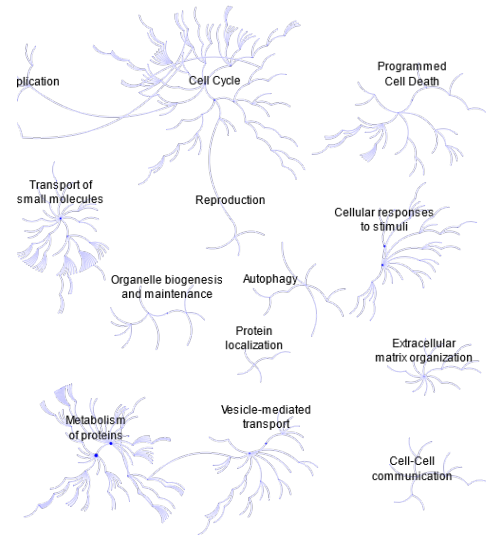 plication
Cell Cycle
Programmed
Cell Death
Transport of
small molecules
Reproduction
Cellular responses
to stimuli
Organelle biogenesis
and maintenance
Autophagy
Protein
localization
Extracellular
matrix organization
Metabolism
of proteins
Vesicle-mediated
transport
Cell-Cell
communication